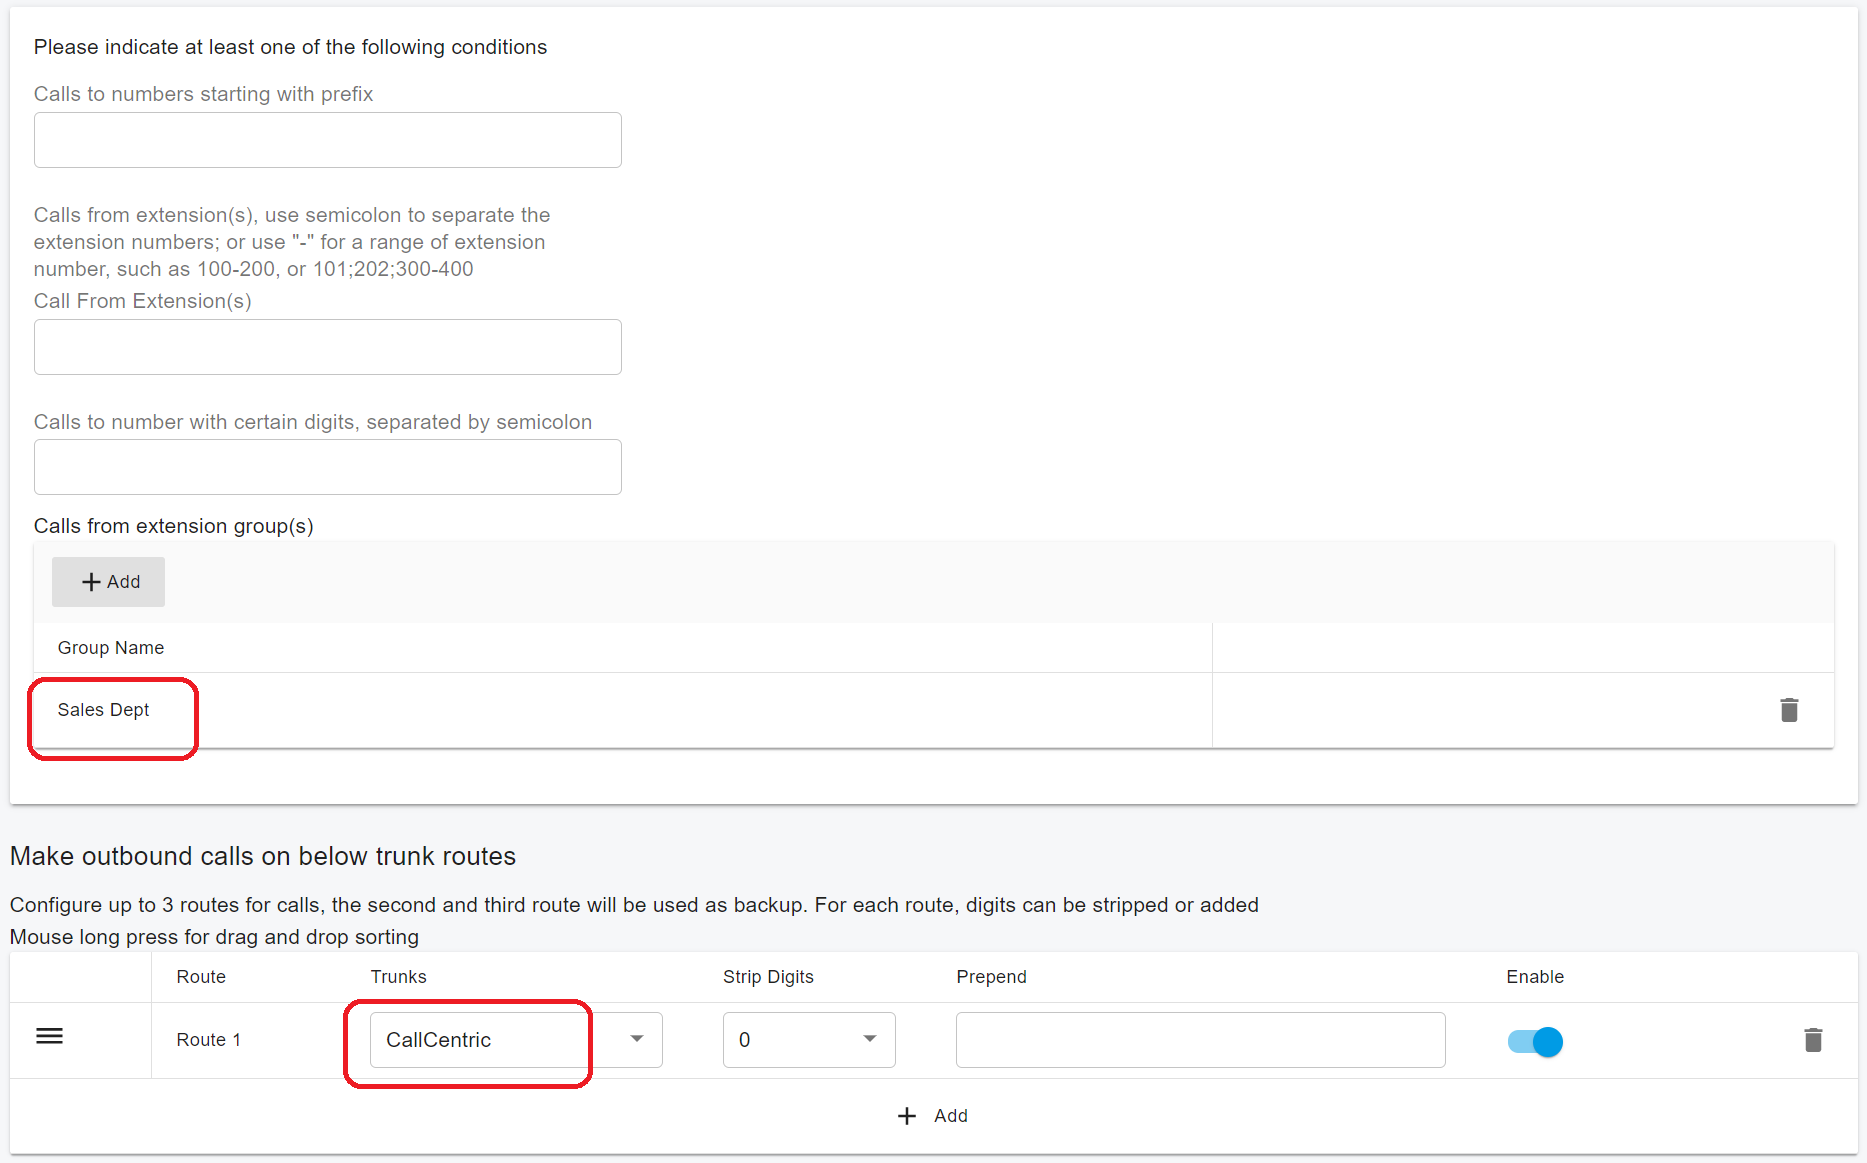 Please indicate at least one of the following conditions
Calls to numbers starting with prefix
Calls from extension(s), use semicolon to separate the
extension numbers; or use "-" for a range of extension
number, such as 100-200, or 101;202;300-400
Call From Extension(s)
Calls to number with certain digits, separated by semicolon
Calls from extension group(s)
+ Add
Group Name
Sales Dept
Make outbound calls on below trunk routes
Configure up to 3 routes for calls, the second and third route will be used as backup. For each route, digits can be stripped or added
Mouse long press for drag and drop sorting
Route Trunks Strip Digits Prepend Enable
Route 1 CallCentric 0
+ Add